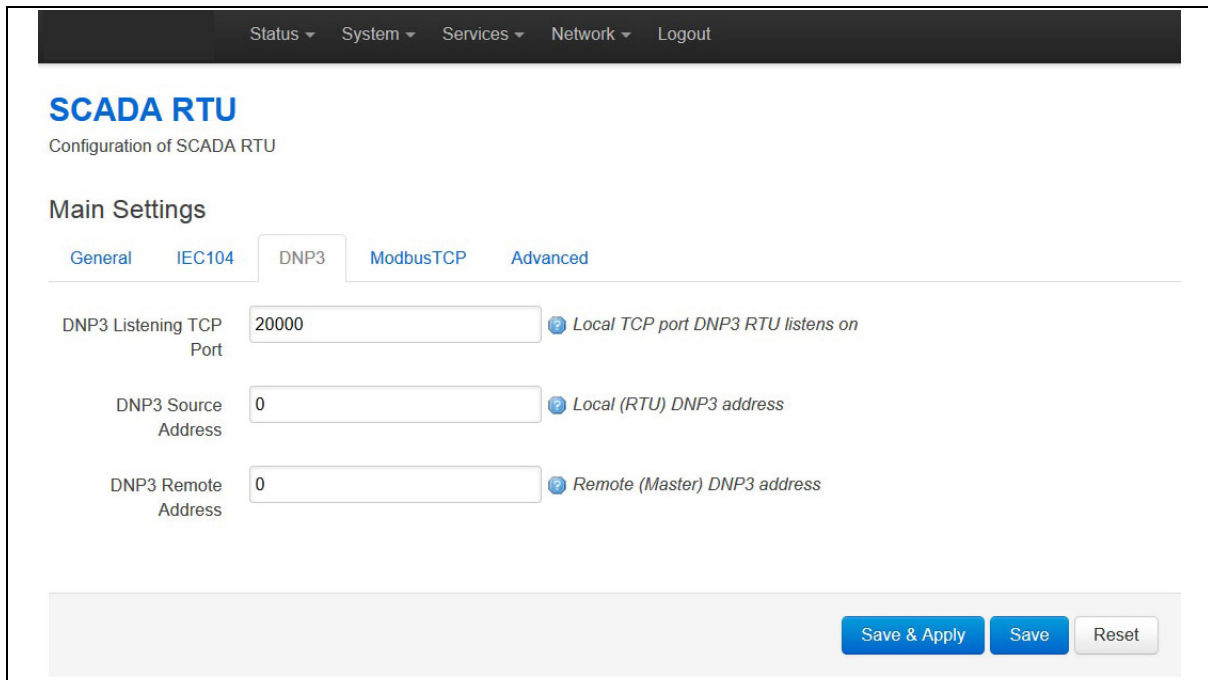 Status System Services Network Logout
SCADA RTU
Configuration of SCADA RTU
Main Settings
General IEC104 DNP3 ModbusTCP Advanced
DNP3 Listening TCP Port 20000 Local TCP port DNP3 RTU listens on
DNP3 Source Address 0 Local (RTU) DNP3 address
DNP3 Remote Address 0 Remote (Master) DNP3 address
Save & Apply Save Reset